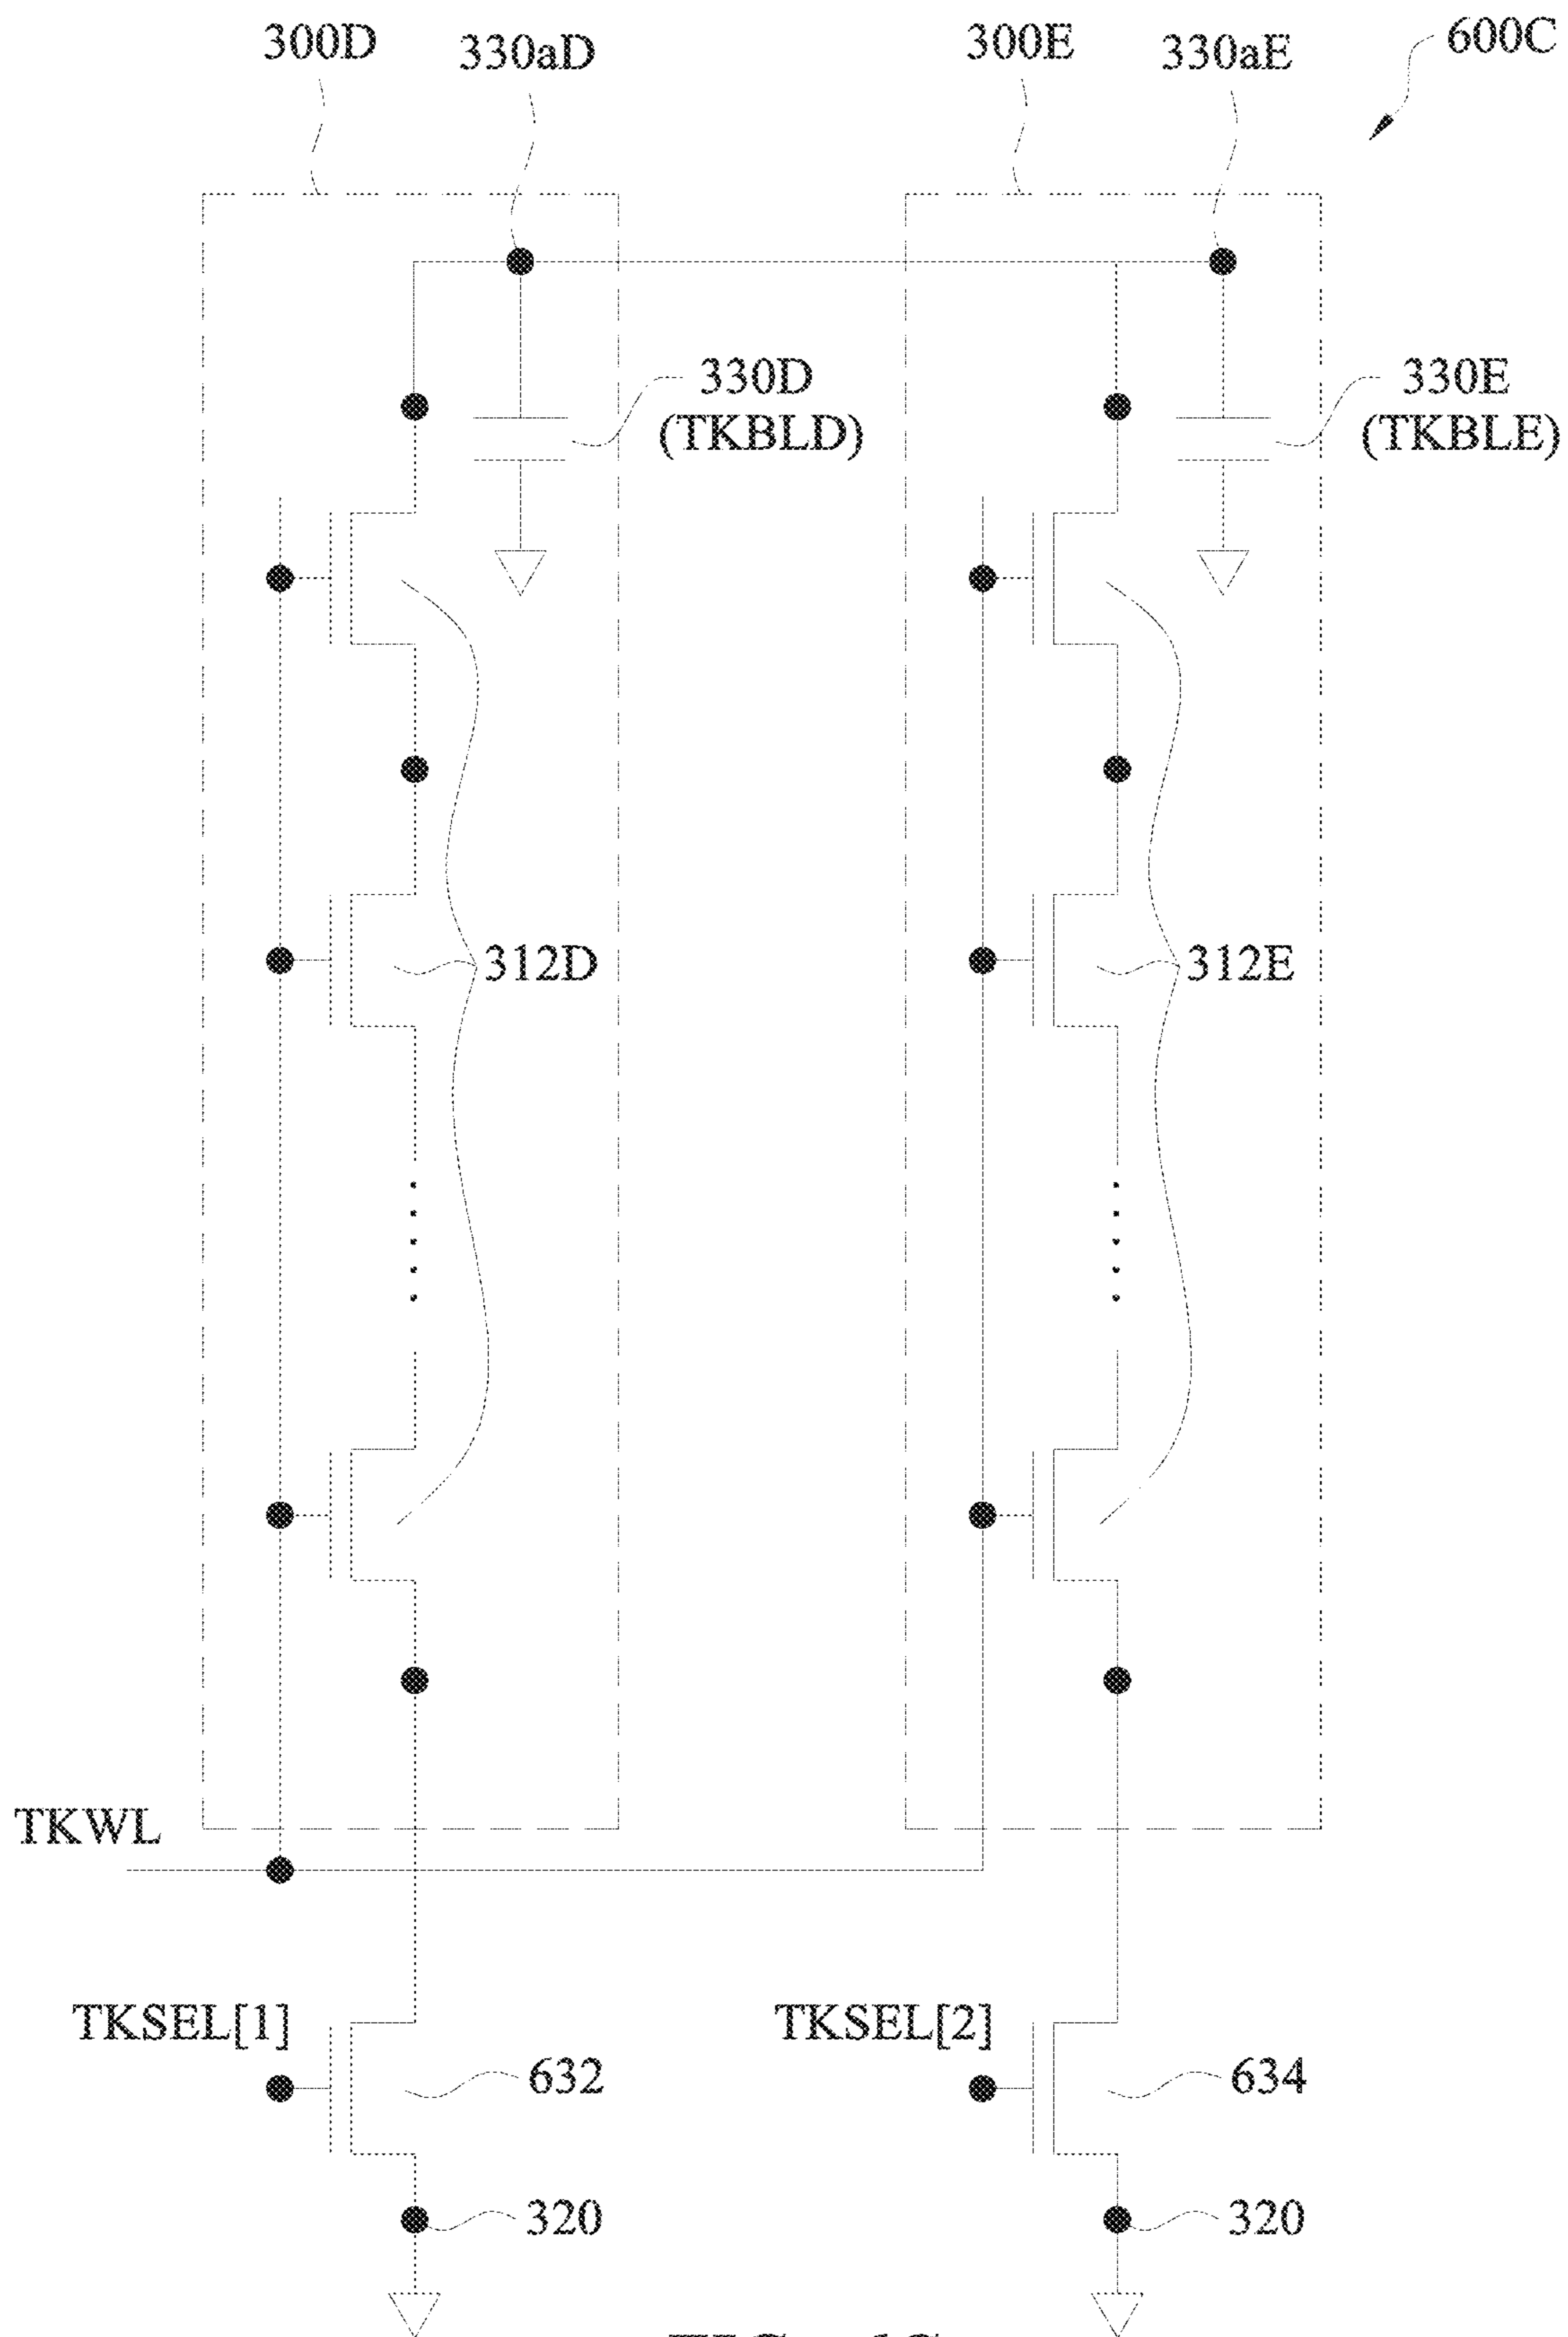 300D 330aD 300E 330aE 600C
330D 330E
(TKBLD) (TKBLE)
312D 312E
TKWL
TKSEL[1] TKSEL[2]
632 634
320 320